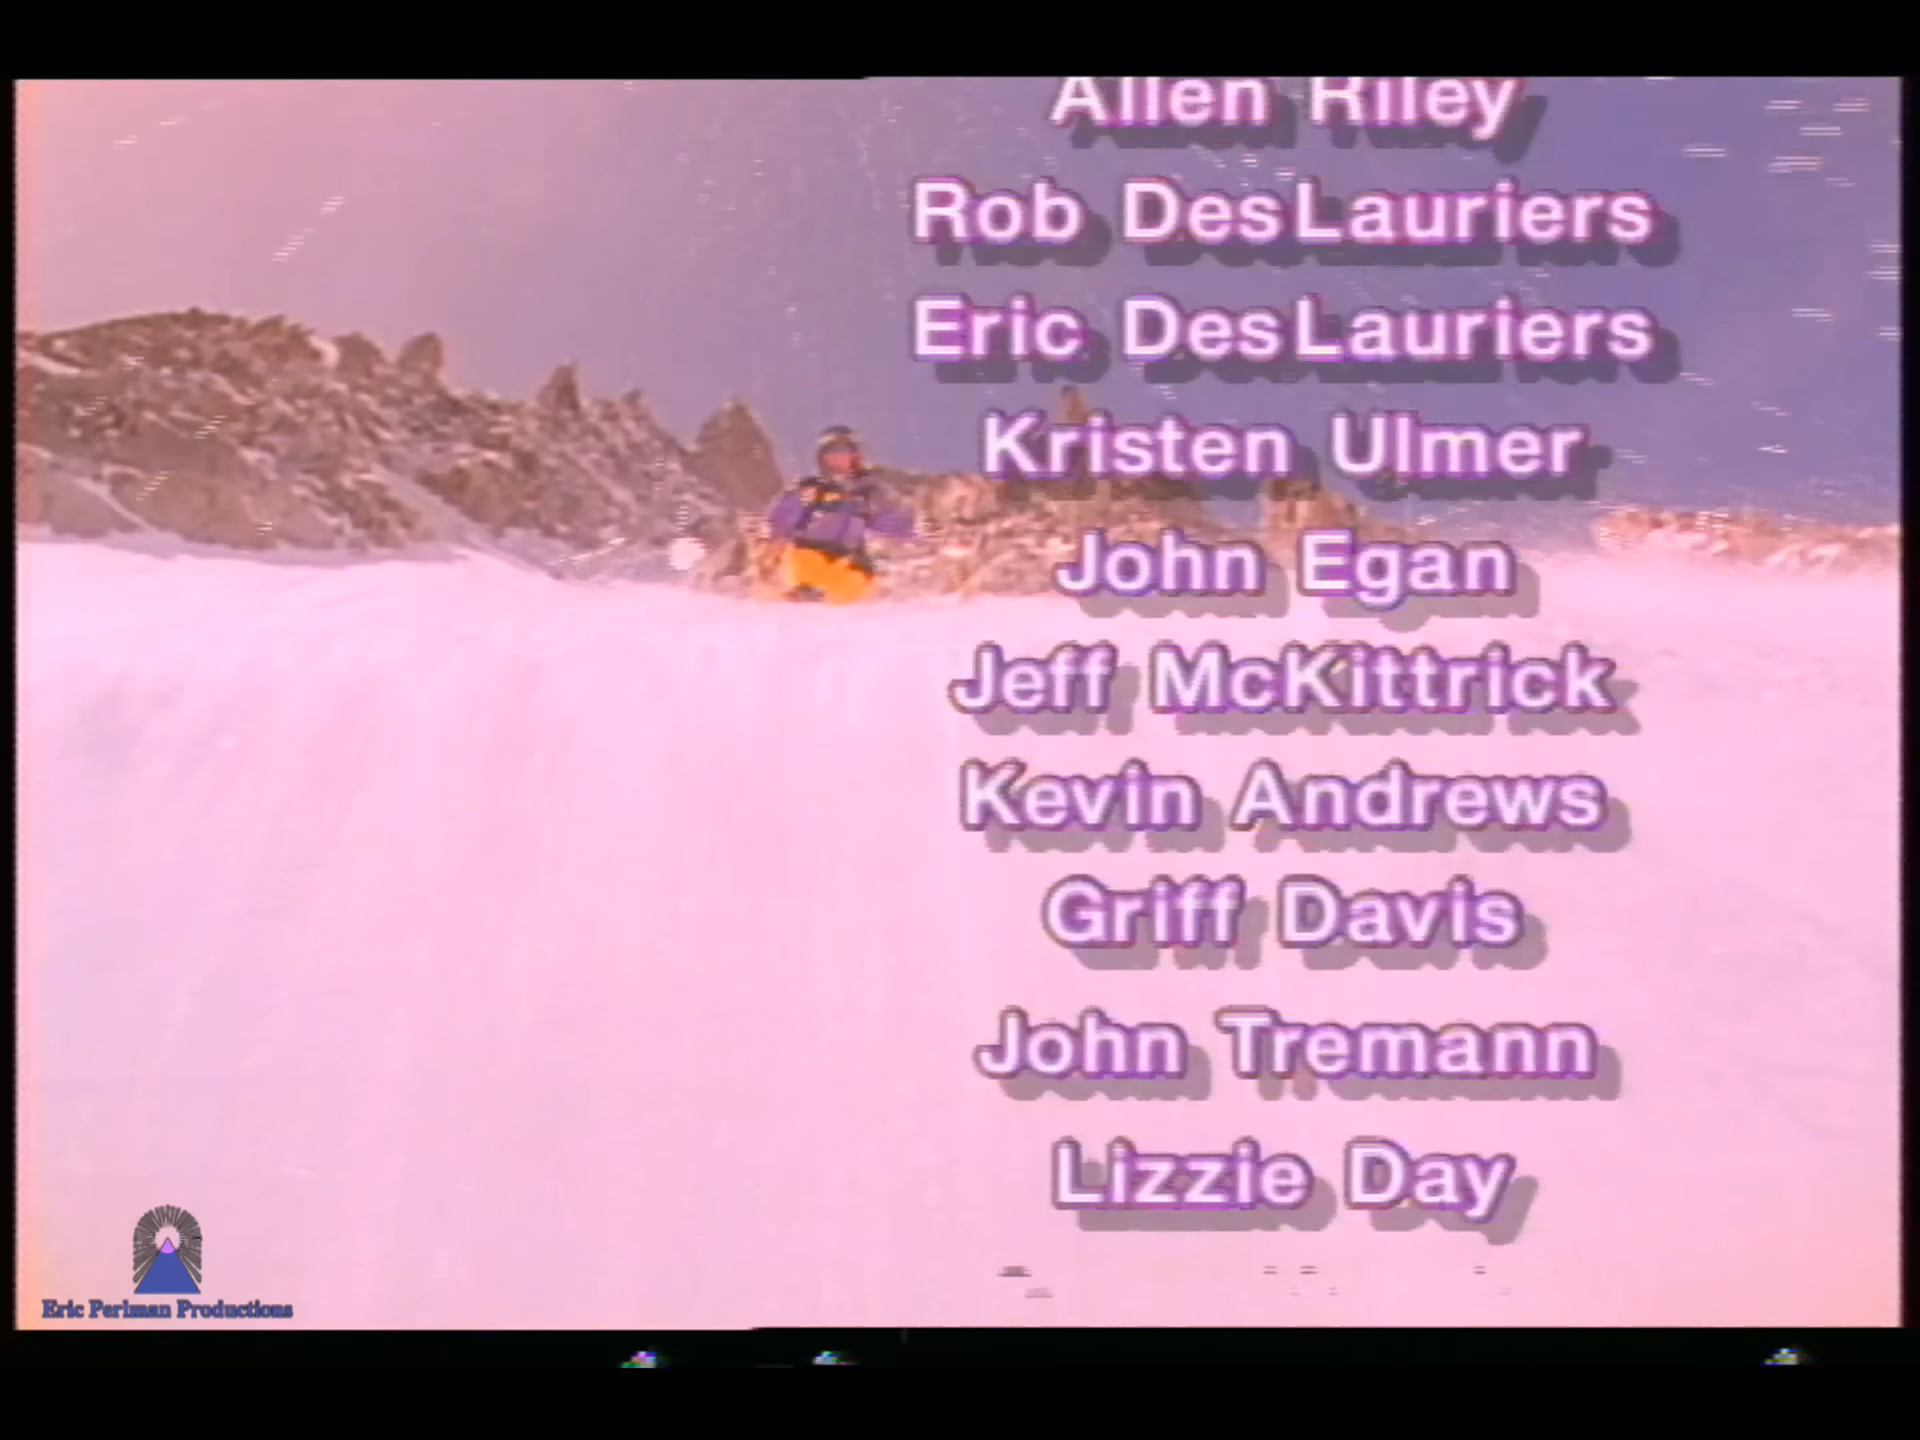 Allen Riley
Rob DesLauriers
Eric DesLauriers
Kristen Ulmer
John Egan
Jeff McKittrick
Kevin Andrews
Griff Davis
John Tremann
Lizzie Day
Eric Perlman Productions